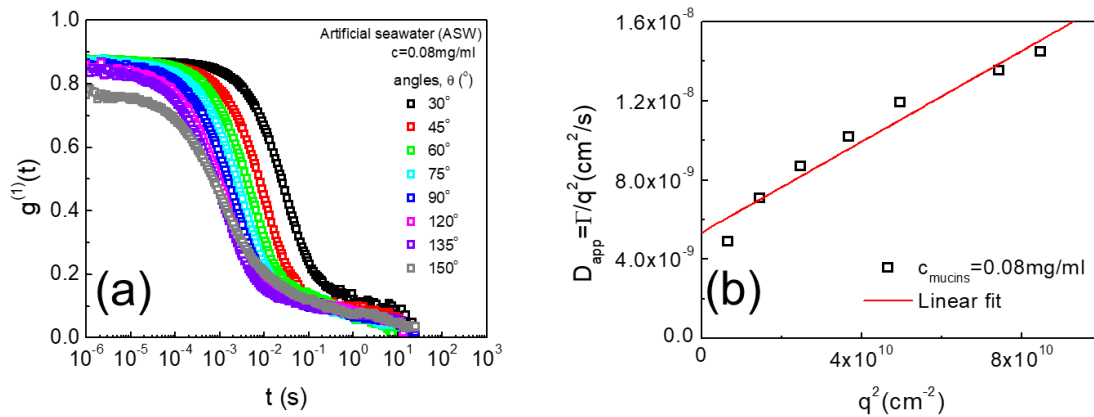 1.0
0.8
0.6
0.4
0.2
0.0
g⁽¹⁾(t)
Artificial seawater (ASW)
c=0.08mg/ml
angles, θ (°)
30°
45°
60°
75°
90°
120°
135°
150°
(a)
10⁻⁶ 10⁻⁵ 10⁻⁴ 10⁻³ 10⁻² 10⁻¹ 10⁰ 10¹ 10² 10³
t (s)
1.6x10⁻⁸
1.2x10⁻⁸
8.0x10⁻⁹
4.0x10⁻⁹
0.0
D_app=Γ/q²(cm²/s)
(b)
c_mucins=0.08mg/ml
Linear fit
0 4x10¹⁰ 8x10¹⁰
q²(cm⁻²)